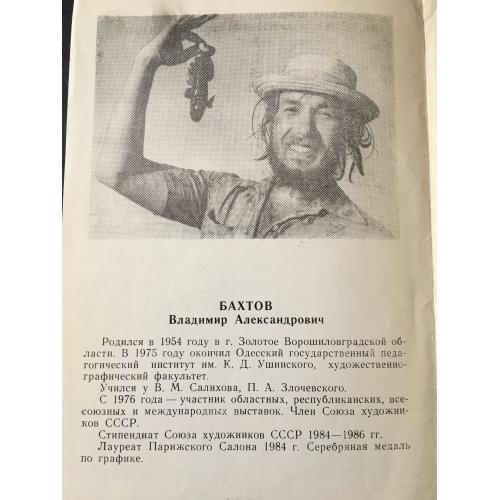 БАХТОВ
Владимир Александрович
Родился в 1954 году в г. Золотое Ворошиловградской об-
ласти. В 1975 году окончил Одесский государственный педа-
гогический институт им. К. Д. Ушинского, художественно-
графический факультет.
Учился у В. М. Салихова, П. А. Злочевского.
С 1976 года — участник областных, республиканских, все-
союзных и международных выставок. Член Союза художни-
ков СССР.
Стипендиат Союза художников СССР 1984—1986 гг.
Лауреат Парижского Салона 1984 г. Серебряная медаль
по графике.